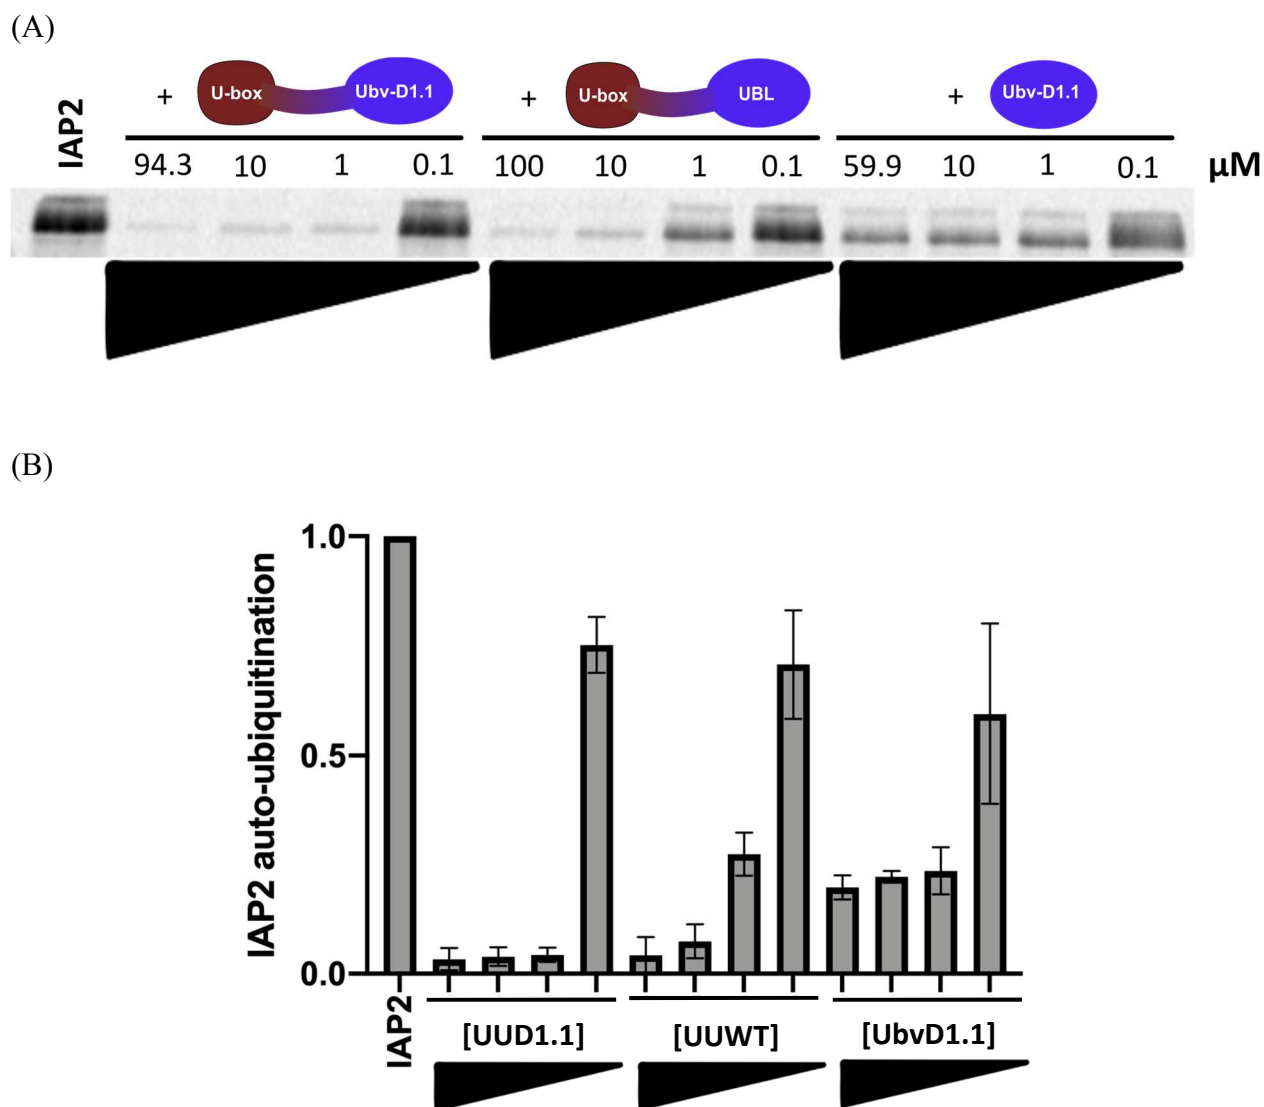 (A)
IAP2
+ U-box Ubv-D1.1 + U-box UBL + Ubv-D1.1
94.3 10 1 0.1 100 10 1 0.1 59.9 10 1 0.1 µM
(B)
IAP2 auto-ubiquitination
1.0
0.5
0.0
IAP2
[UUD1.1] [UUWT] [UbvD1.1]